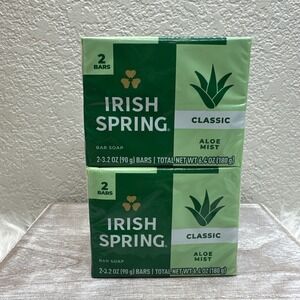 2
BARS
IRISH
SPRING
CLASSIC
BAR SOAP
ALOE
MIST
2-3.2 OZ (90 g) BARS | TOTAL NET WT 6.4 OZ (180 g)
2
BARS
IRISH
SPRING
CLASSIC
BAR SOAP
ALOE
MIST
2-3.2 OZ (90 g) BARS | TOTAL NET WT 6.4 OZ (180 g)